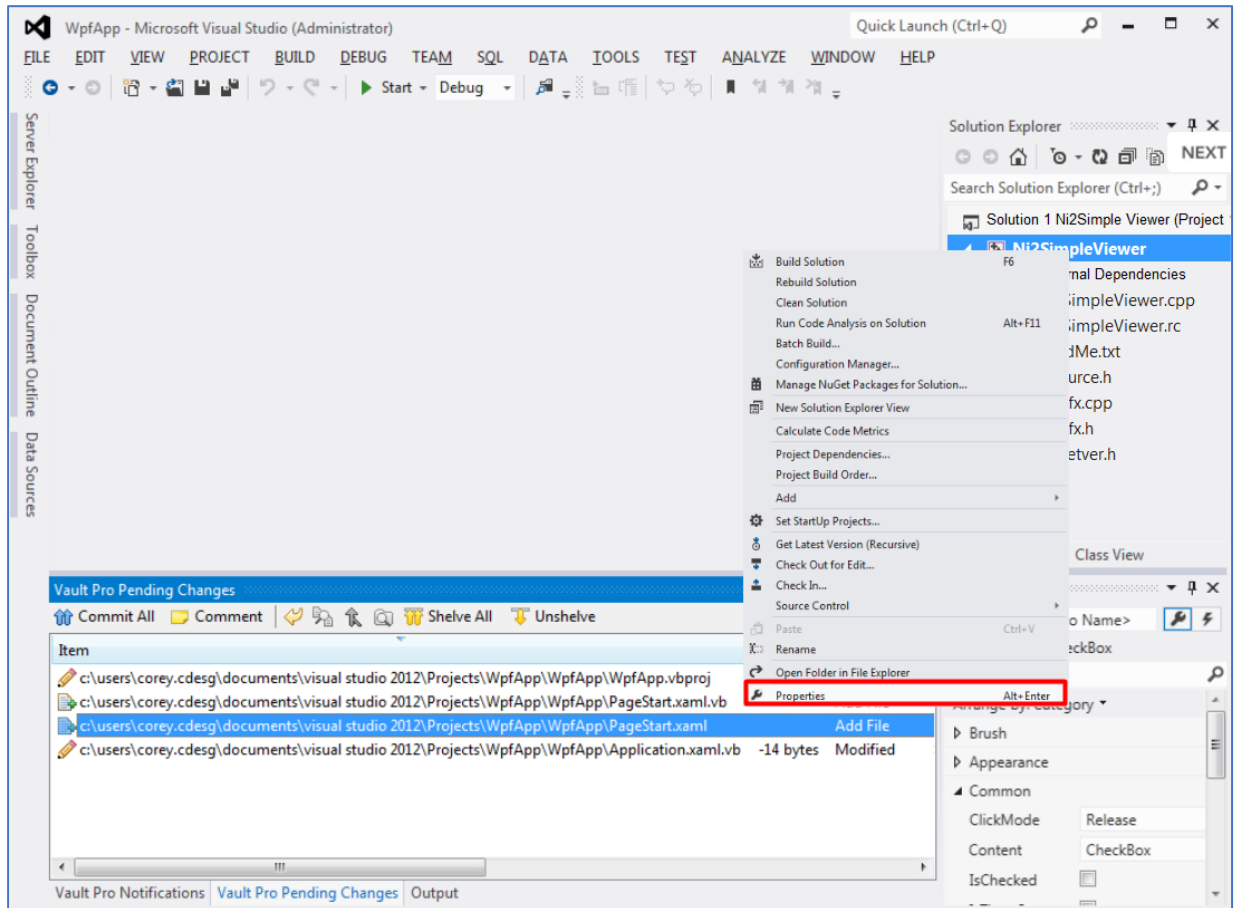 WpfApp - Microsoft Visual Studio (Administrator)
Quick Launch (Ctrl+Q)
FILE EDIT VIEW PROJECT BUILD DEBUG TEAM SQL DATA TOOLS TEST ANALYZE WINDOW HELP
Start Debug
Server Explorer
Toolbox
Document Outline
Data Sources
Solution Explorer
NEXT
Search Solution Explorer (Ctrl+;)
Solution 1 Ni2Simple Viewer (Project
Ni2SimpleViewer
rnal Dependencies
SimpleViewer.cpp
SimpleViewer.rc
dMe.txt
urce.h
fx.cpp
fx.h
etver.h
Class View
Build Solution F6
Rebuild Solution
Clean Solution
Run Code Analysis on Solution Alt+F11
Batch Build...
Configuration Manager...
Manage NuGet Packages for Solution...
New Solution Explorer View
Calculate Code Metrics
Project Dependencies...
Project Build Order...
Add
Set StartUp Projects...
Get Latest Version (Recursive)
Check Out for Edit...
Check In...
Source Control
Paste Ctrl+V
Rename
Open Folder in File Explorer
Properties Alt+Enter
Vault Pro Pending Changes
Commit All Comment Shelve All Unshelve
Item
c:\users\corey.cdesg\documents\visual studio 2012\Projects\WpfApp\WpfApp\WpfApp.vbproj
c:\users\corey.cdesg\documents\visual studio 2012\Projects\WpfApp\WpfApp\PageStart.xaml.vb Add File
c:\users\corey.cdesg\documents\visual studio 2012\Projects\WpfApp\WpfApp\PageStart.xaml Add File
c:\users\corey.cdesg\documents\visual studio 2012\Projects\WpfApp\WpfApp\Application.xaml.vb -14 bytes Modified
Vault Pro Notifications Vault Pro Pending Changes Output
o Name>
eckBox
Arrange by: Category
Brush
Appearance
Common
ClickMode Release
Content CheckBox
IsChecked